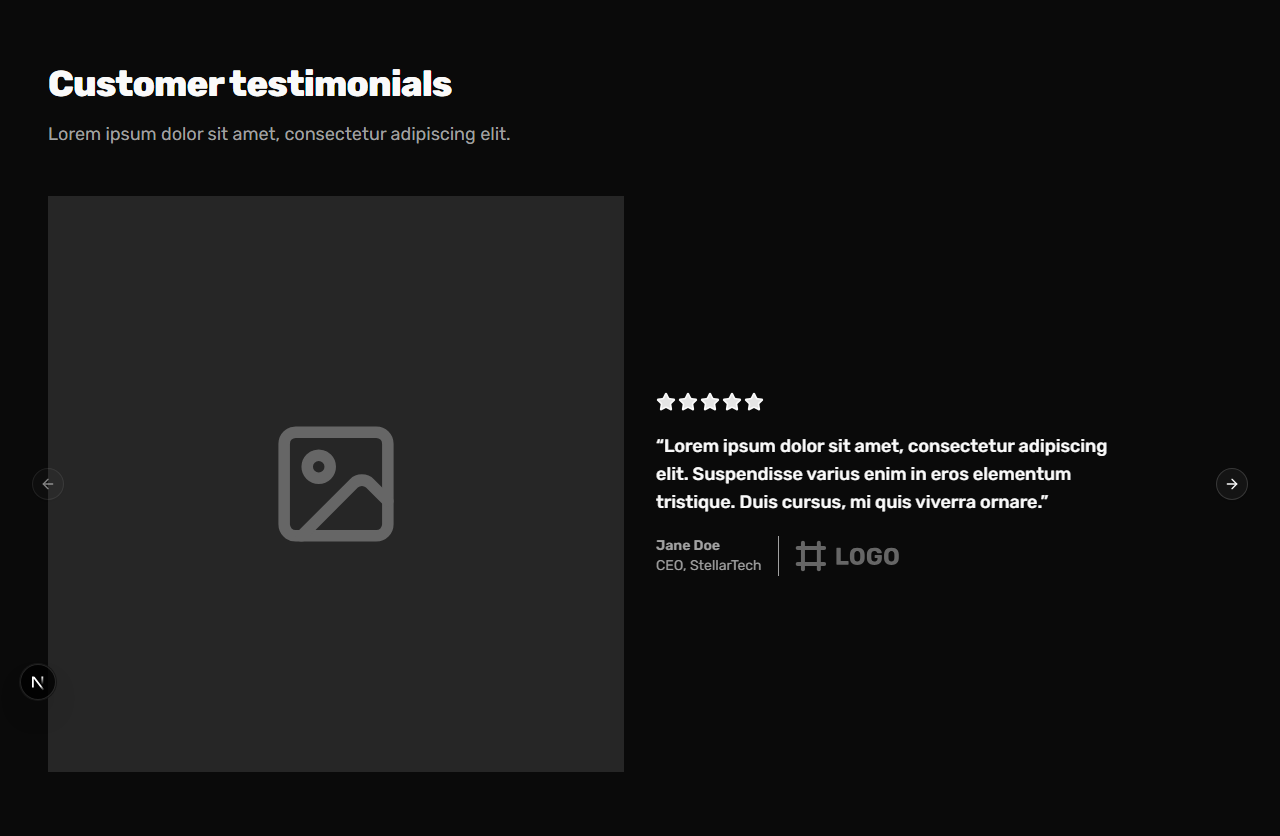 Customer testimonials
Lorem ipsum dolor sit amet, consectetur adipiscing elit.
“Lorem ipsum dolor sit amet, consectetur adipiscing
elit. Suspendisse varius enim in eros elementum
tristique. Duis cursus, mi quis viverra ornare.”
Jane Doe
CEO, StellarTech
LOGO
N